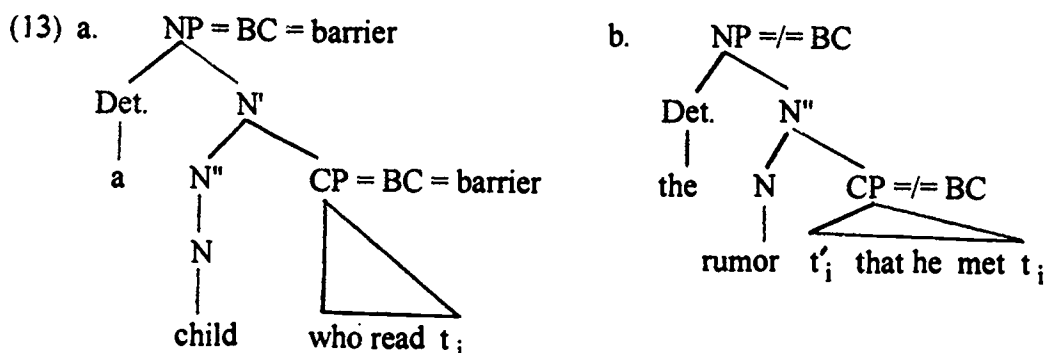 (13) a. NP = BC = barrier b. NP =/= BC
Det. N' Det. N"
a N" CP = BC = barrier the N CP =/= BC
N rumor t'i that he met ti
child who read ti